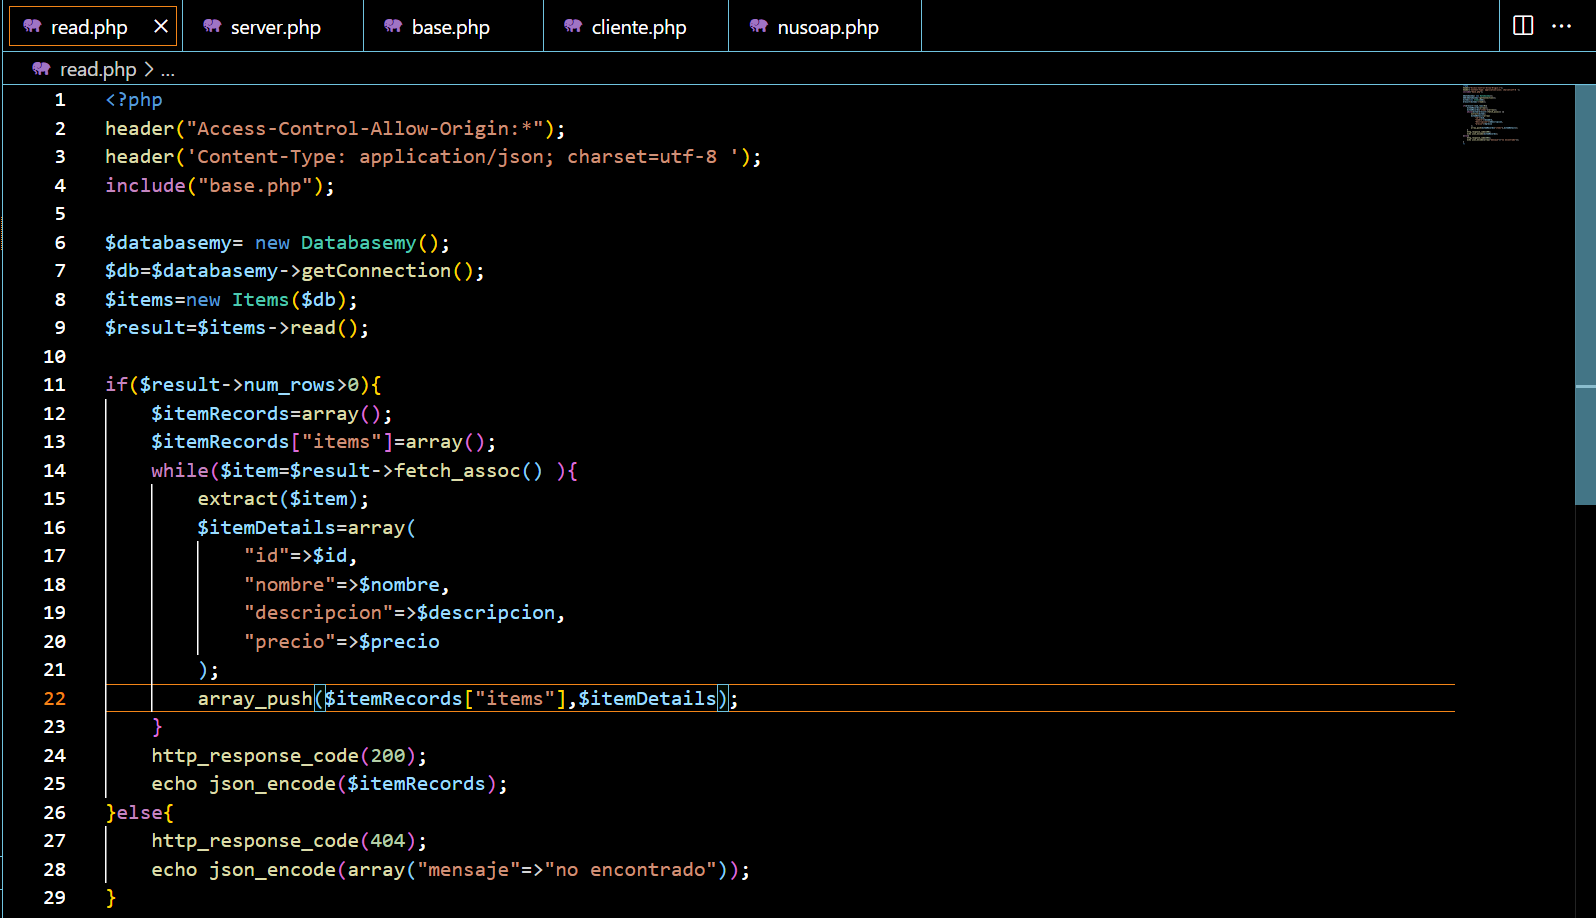 read.php server.php base.php cliente.php nusoap.php
read.php > ...
1 <?php
2 header("Access-Control-Allow-Origin:*");
3 header('Content-Type: application/json; charset=utf-8 ');
4 include("base.php");
5
6 $databasemy= new Databasemy();
7 $db=$databasemy->getConnection();
8 $items=new Items($db);
9 $result=$items->read();
10
11 if($result->num_rows>0){
12     $itemRecords=array();
13     $itemRecords["items"]=array();
14     while($item=$result->fetch_assoc() ){
15         extract($item);
16         $itemDetails=array(
17             "id"=>$id,
18             "nombre"=>$nombre,
19             "descripcion"=>$descripcion,
20             "precio"=>$precio
21         );
22         array_push($itemRecords["items"],$itemDetails);
23     }
24     http_response_code(200);
25     echo json_encode($itemRecords);
26 }else{
27     http_response_code(404);
28     echo json_encode(array("mensaje"=>"no encontrado"));
29 }